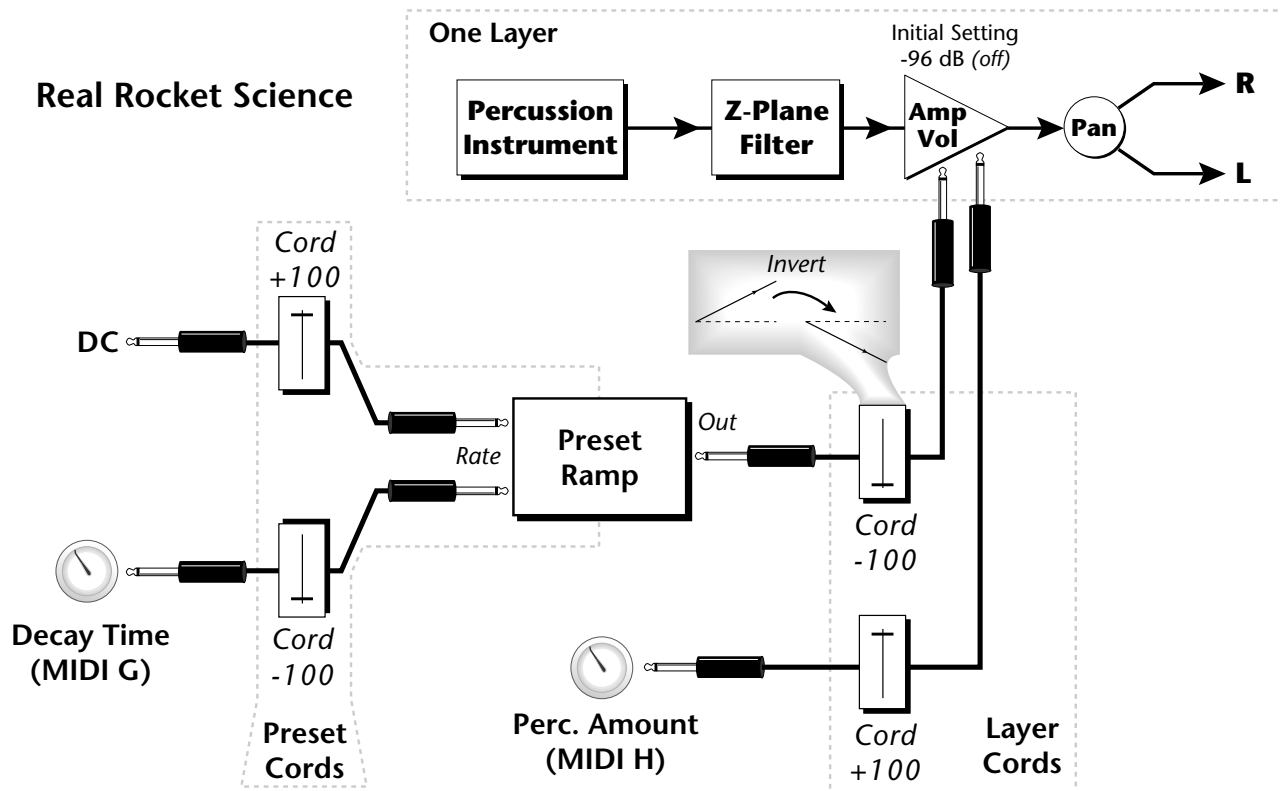 One Layer
Initial Setting
-96 dB (off)
Real Rocket Science
Percussion
Instrument
Z-Plane
Filter
Amp
Vol
Pan
R
L
Cord
+100
Invert
DC
Rate
Preset
Ramp
Out
Cord
-100
Decay Time
(MIDI G)
Cord
-100
Perc. Amount
(MIDI H)
Cord
+100
Preset
Cords
Layer
Cords